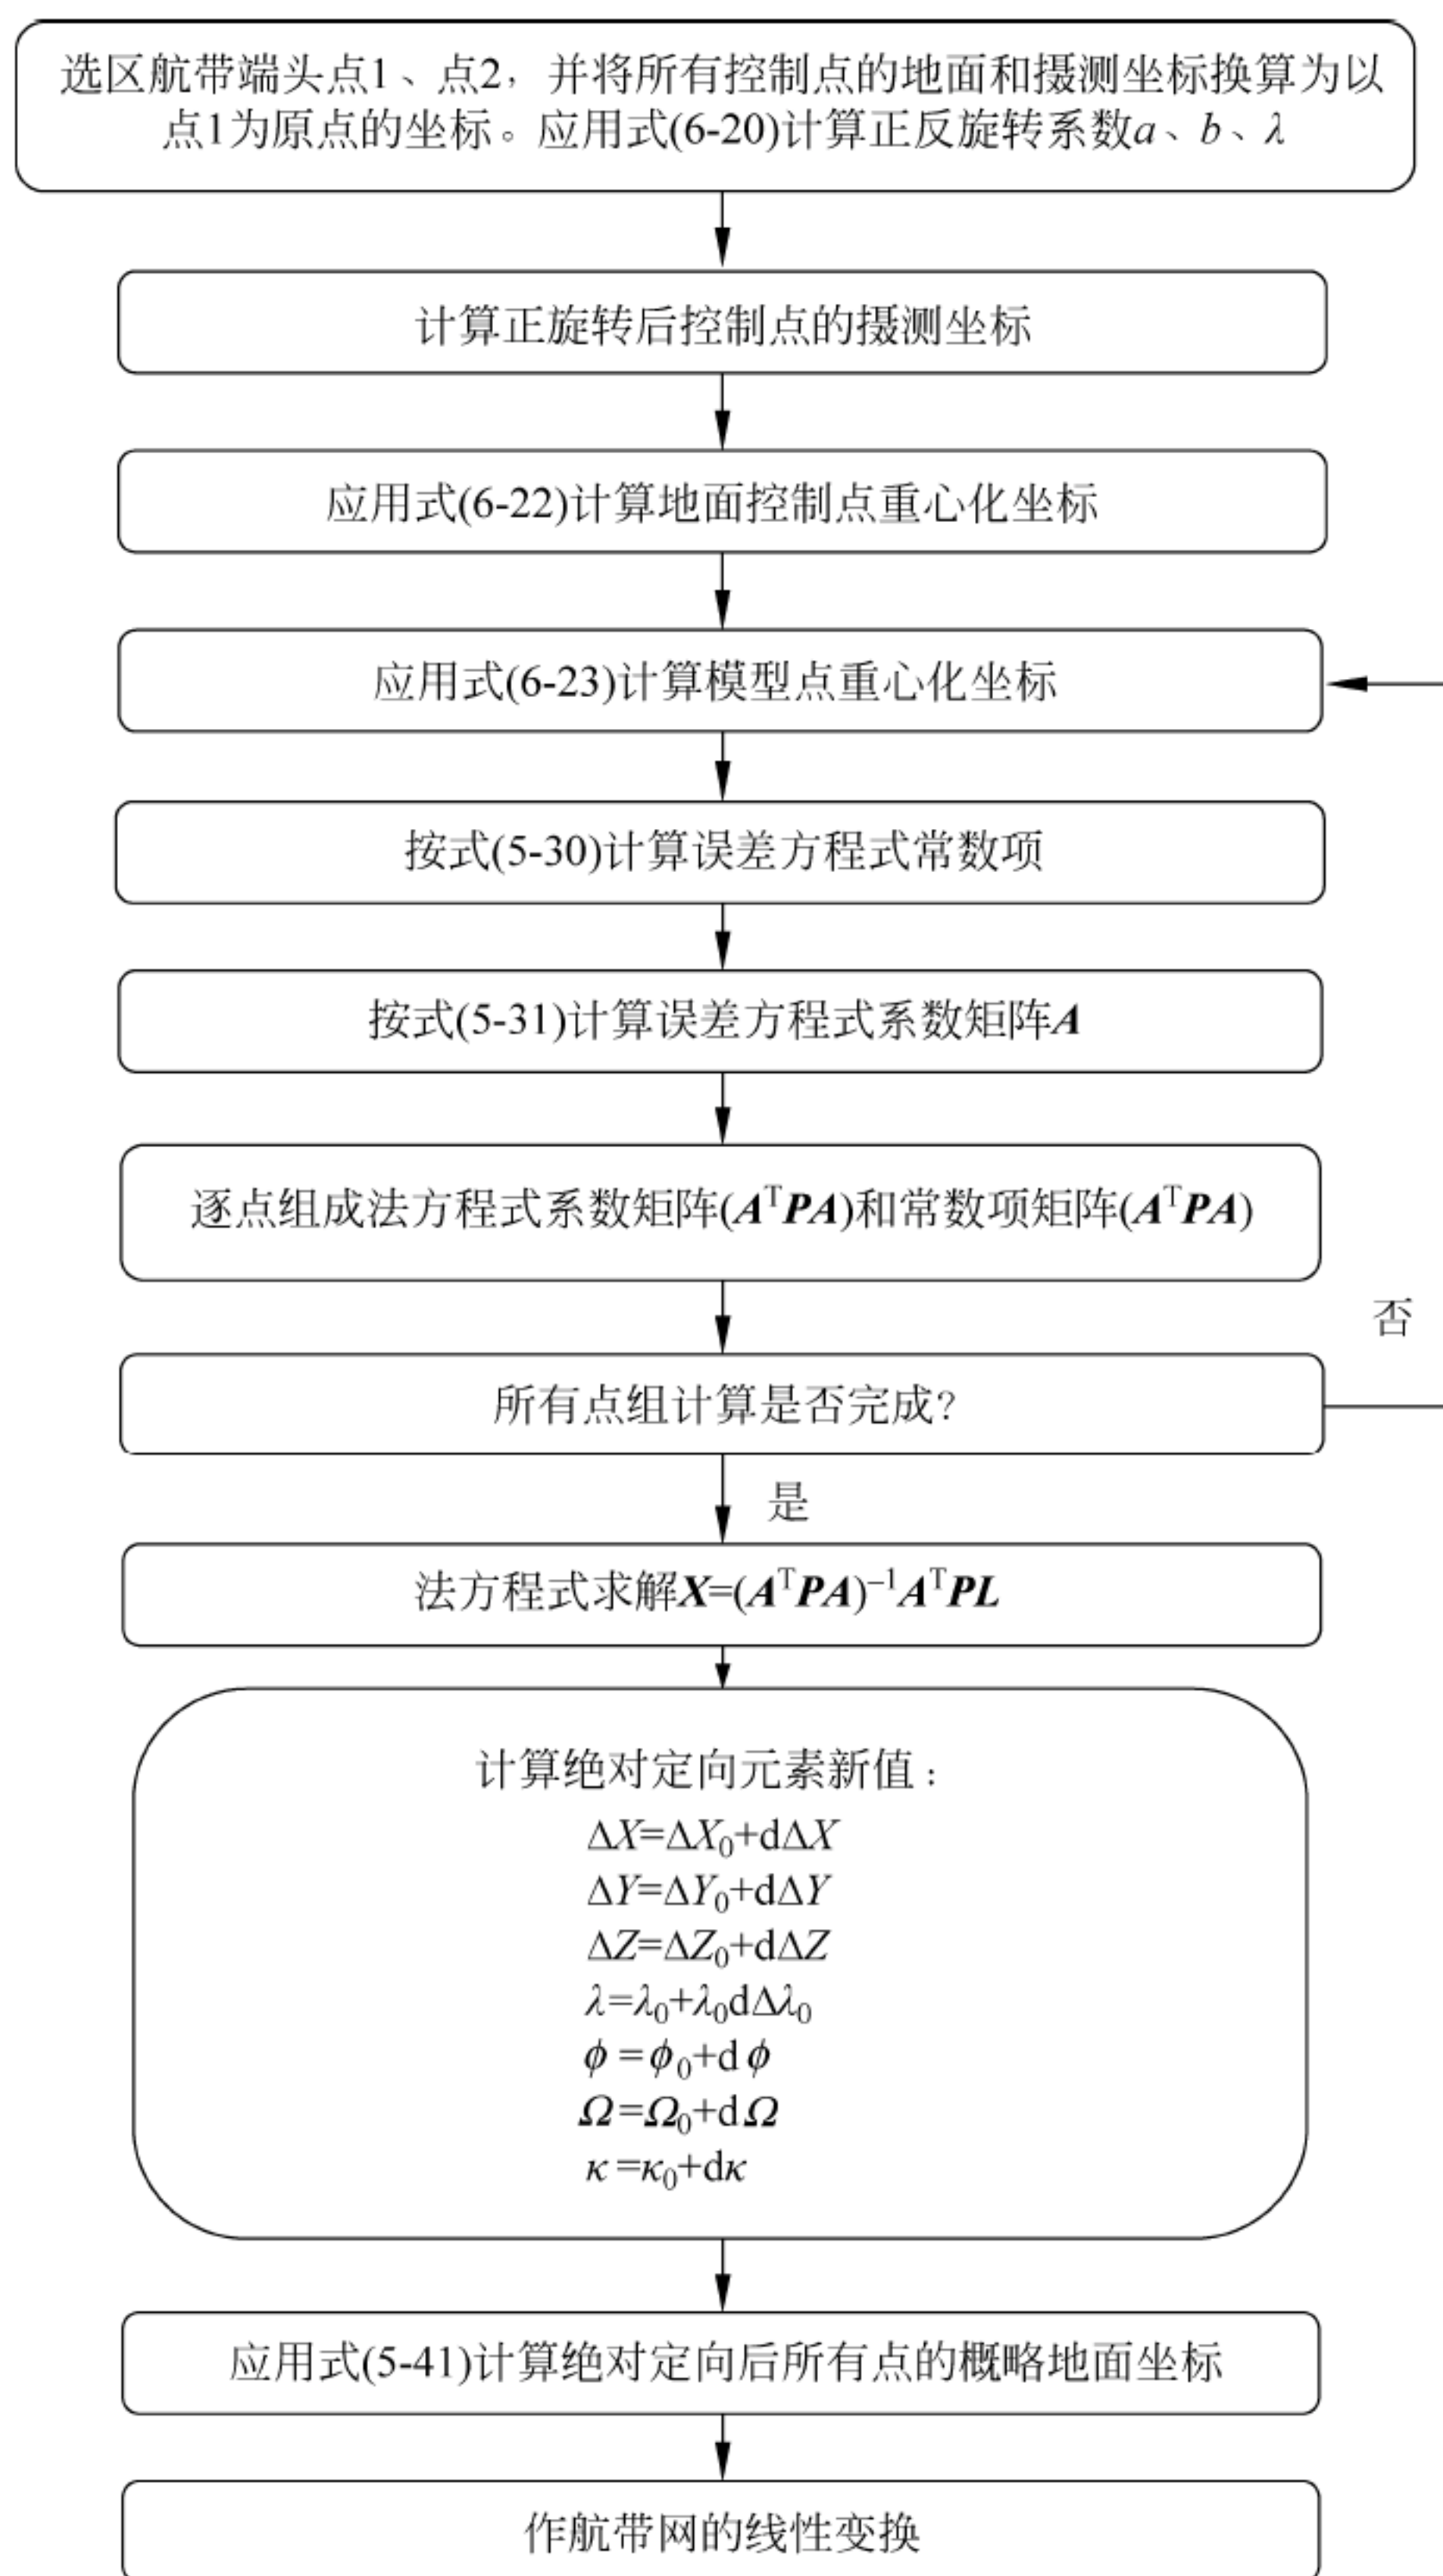 选区航带端头点1、点2，并将所有控制点的地面和摄测坐标换算为以
点1为原点的坐标。应用式(6-20)计算正反旋转系数a、b、λ
计算正旋转后控制点的摄测坐标
应用式(6-22)计算地面控制点重心化坐标
应用式(6-23)计算模型点重心化坐标
按式(5-30)计算误差方程式常数项
按式(5-31)计算误差方程式系数矩阵A
逐点组成法方程式系数矩阵(AᵀPA)和常数项矩阵(AᵀPA)
否
所有点组计算是否完成？
是
法方程式求解X=(AᵀPA)⁻¹AᵀPL
计算绝对定向元素新值：
ΔX=ΔX₀+dΔX
ΔY=ΔY₀+dΔY
ΔZ=ΔZ₀+dΔZ
λ=λ₀+λ₀dΔλ₀
ϕ=ϕ₀+dϕ
Ω=Ω₀+dΩ
κ=κ₀+dκ
应用式(5-41)计算绝对定向后所有点的概略地面坐标
作航带网的线性变换